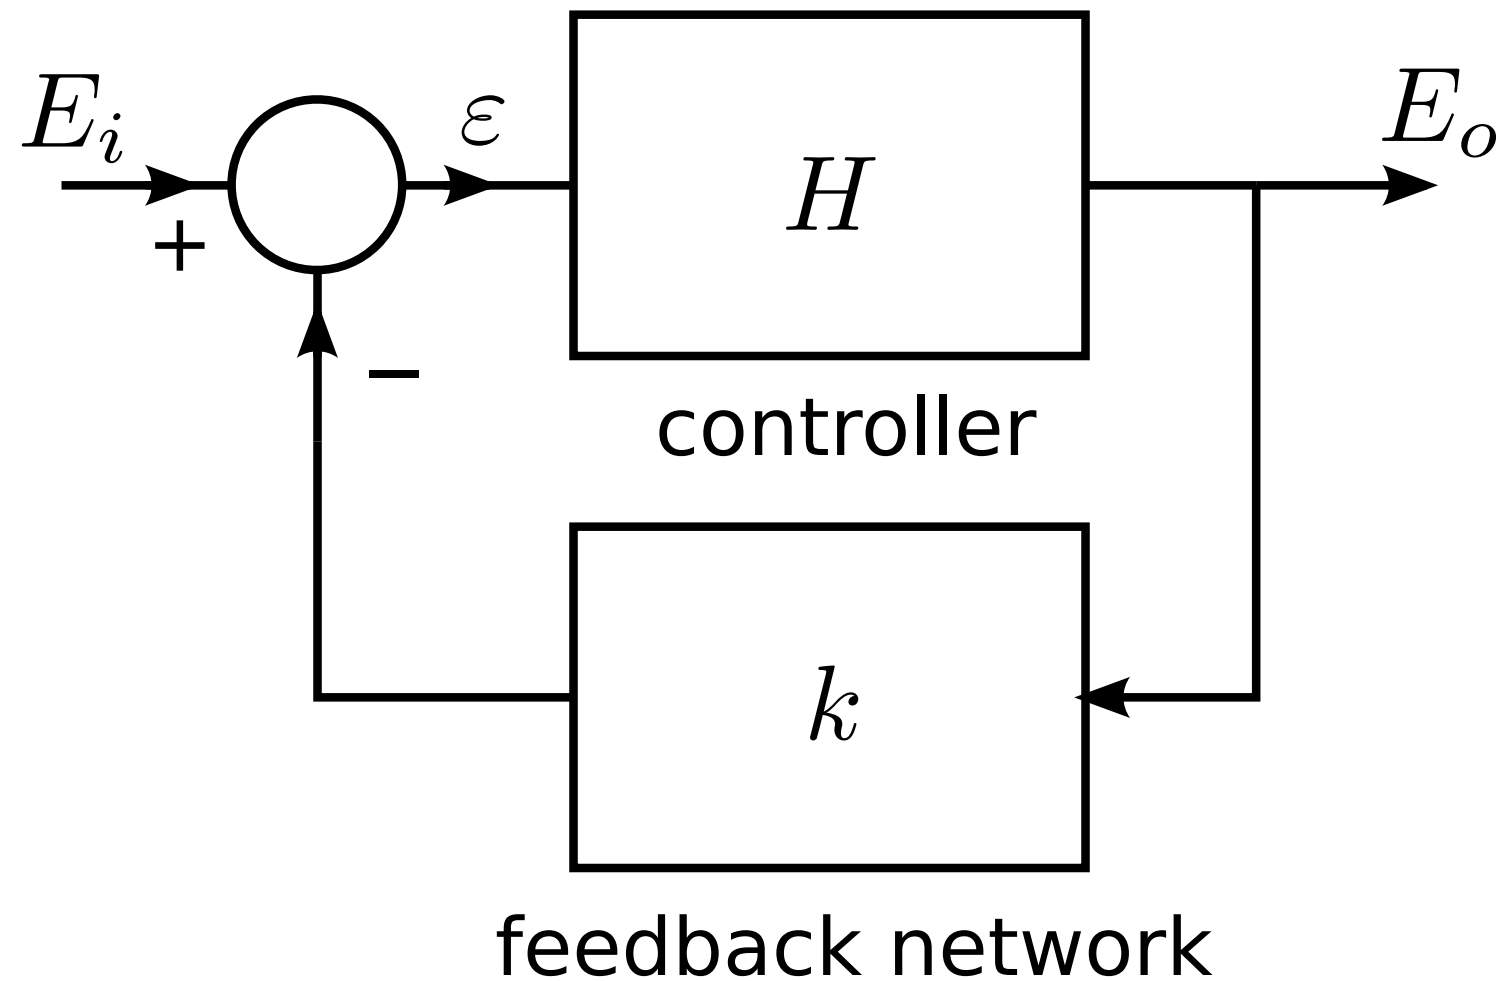 E_i
ε
H
E_o
+
−
controller
k
feedback network